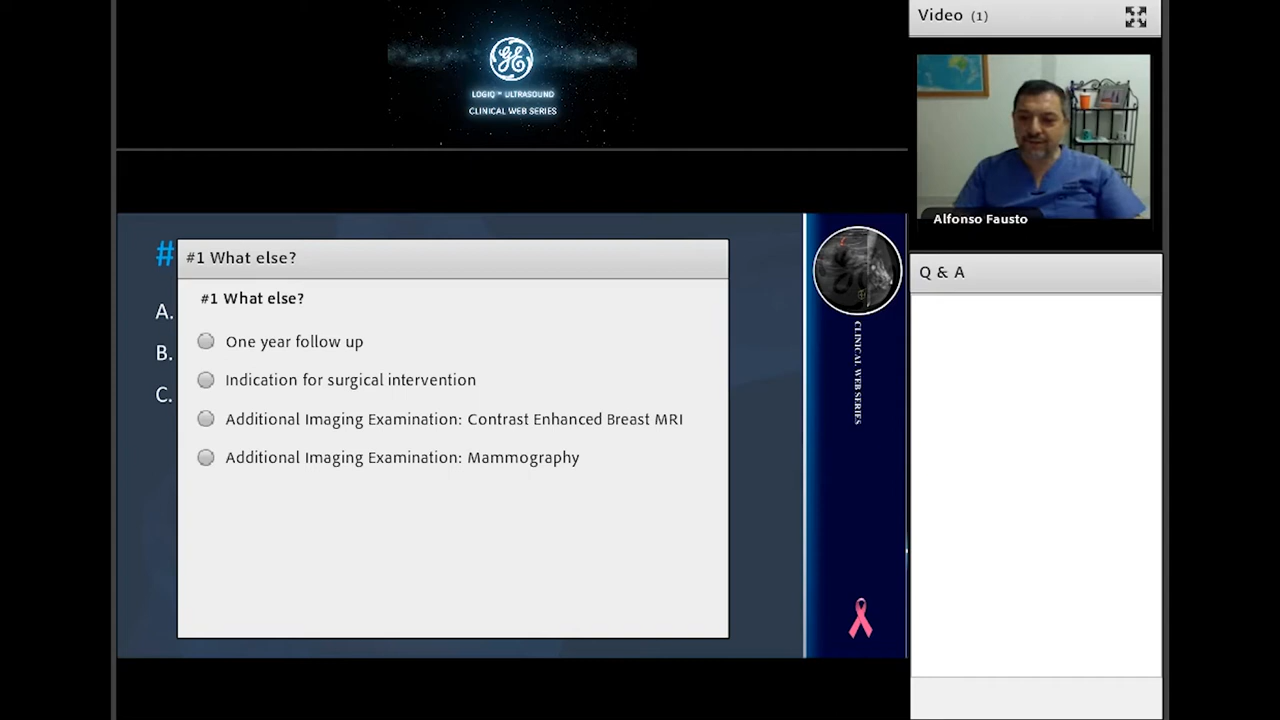 LOGIQ™ ULTRASOUND
CLINICAL WEB SERIES
Video (1)
Alfonso Fausto
Q & A
#
A.
B.
C.
#1 What else?
#1 What else?
One year follow up
Indication for surgical intervention
Additional Imaging Examination: Contrast Enhanced Breast MRI
Additional Imaging Examination: Mammography
CLINICAL WEB SERIES